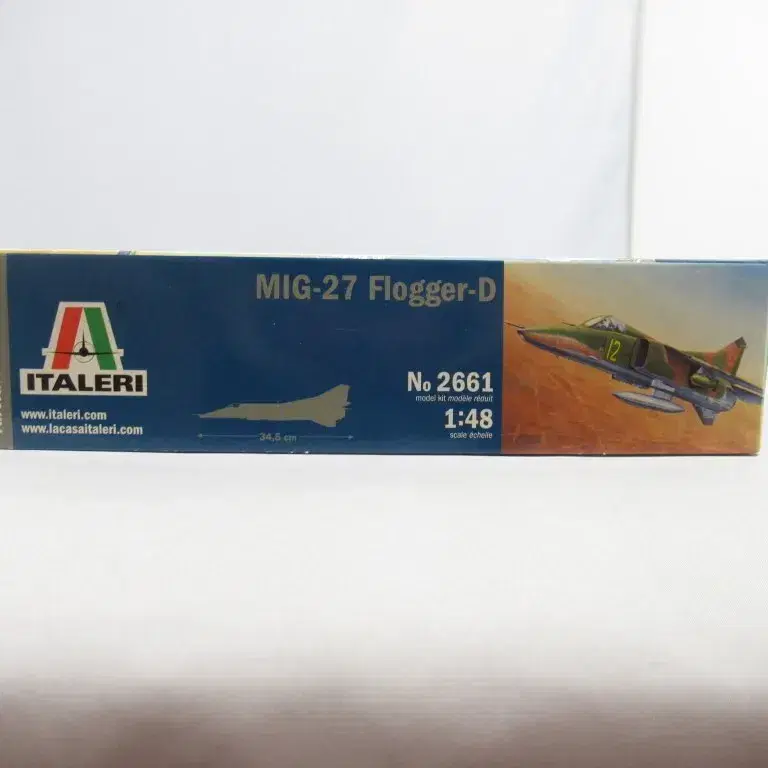 MIG-27 Flogger-D
ITALERI
www.italeri.com
www.lacasaitaleri.com
34,5 cm
No 2661
model kit modèle réduit
1:48
scale échelle
12